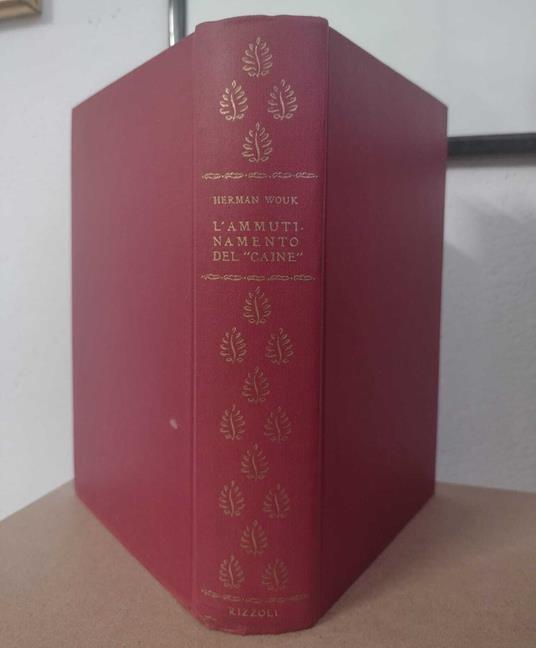 HERMAN WOUK
L'AMMUTI-
NAMENTO
DEL "CAINE"
RIZZOLI